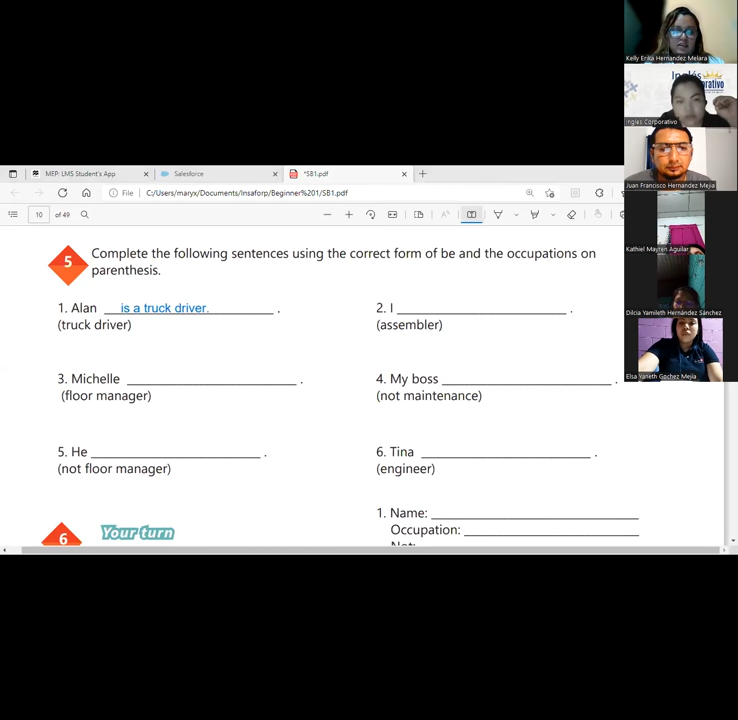 Kelly Erika Hernandez Melara
Inglés
Corporativo
Ingles Corporativo
Juan Francisco Hernandez Mejia
Kathiel Mayren Aguilar
Dilcia Yamileth Hernández Sánchez
Elsa Yaneth Gochez Mejia
MEP: LMS Student's App
Salesforce
*SB1.pdf
File
C:/Users/maryx/Documents/Insaforp/Beginner%201/SB1.pdf
10 of 49
5 Complete the following sentences using the correct form of be and the occupations on
parenthesis.
1. Alan is a truck driver. .
(truck driver)
2. I .
(assembler)
3. Michelle .
(floor manager)
4. My boss .
(not maintenance)
5. He .
(not floor manager)
6. Tina .
(engineer)
6 Your turn
1. Name:
Occupation: